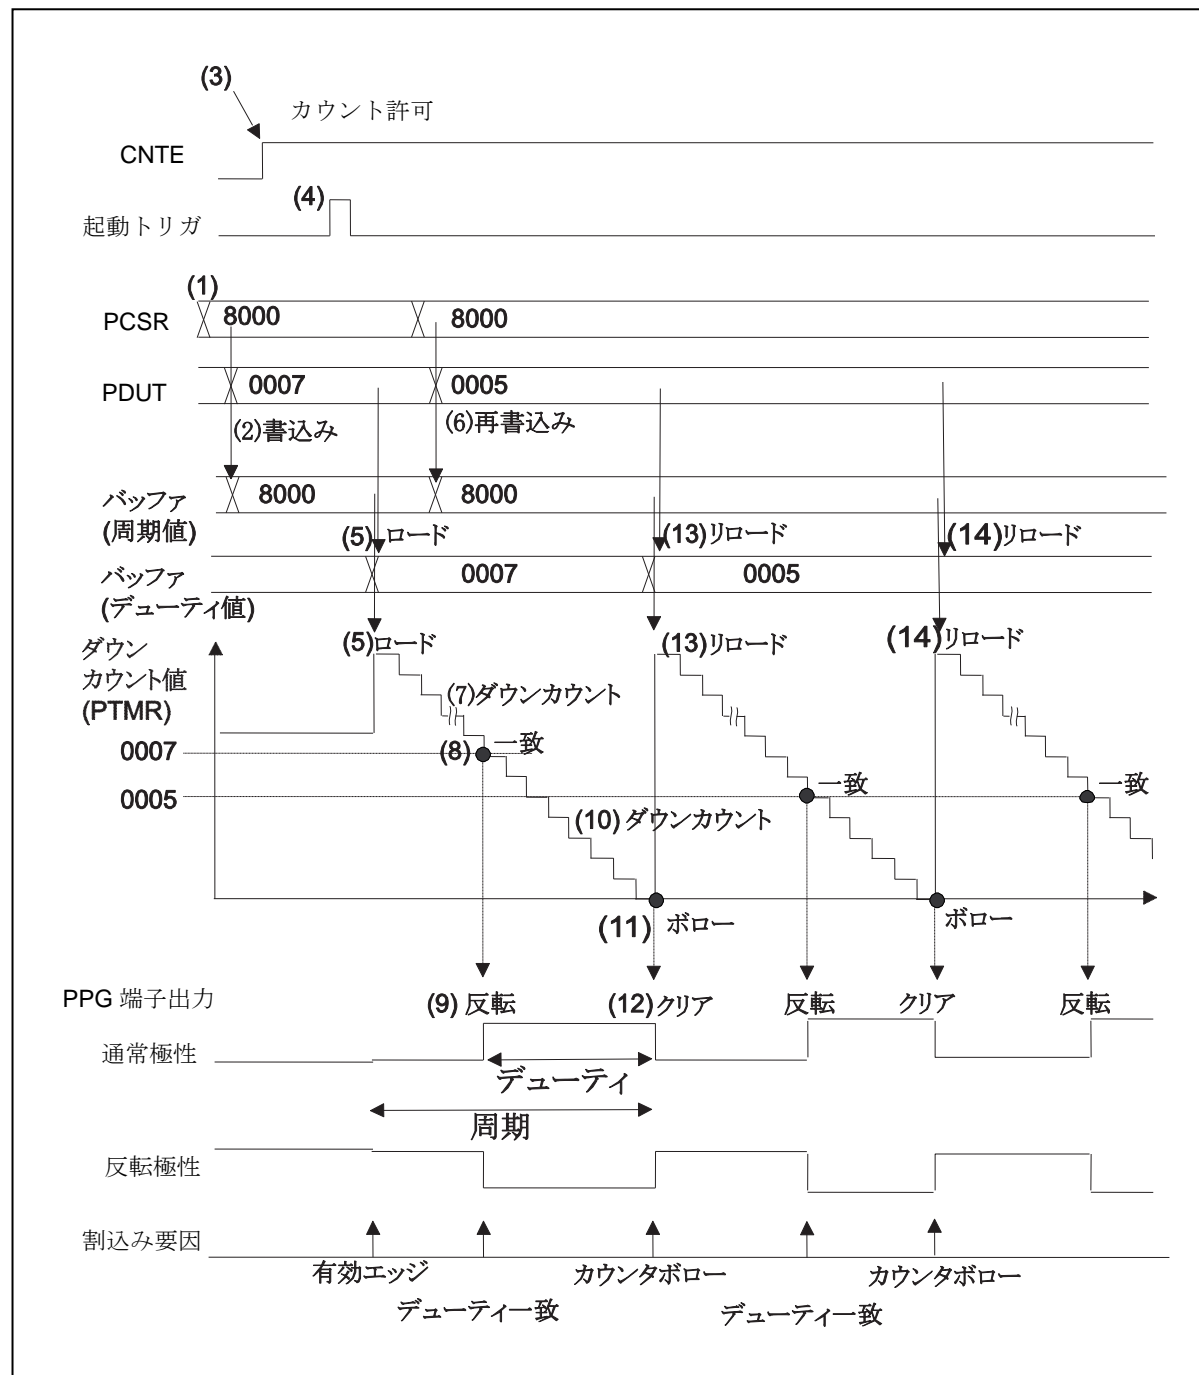 (3)
カウント許可
CNTE
(4)
起動トリガ
(1)
PCSR
8000
8000
PDUT
0007
0005
(2)書込み
(6)再書込み
バッファ
(周期値)
8000
8000
(5)ロード
(13)リロード
(14)リロード
バッファ
(デューティ値)
0007
0005
ダウン
カウント値
(PTMR)
(5)ロード
(13)リロード
(14)リロード
(7)ダウンカウント
0007
(8)
一致
0005
一致
一致
(10)ダウンカウント
(11) ボロー
ボロー
PPG 端子出力
(9) 反転
(12)クリア
反転
クリア
反転
通常極性
デューティ
周期
反転極性
割込み要因
有効エッジ
カウンタボロー
カウンタボロー
デューティ一致
デューティ一致